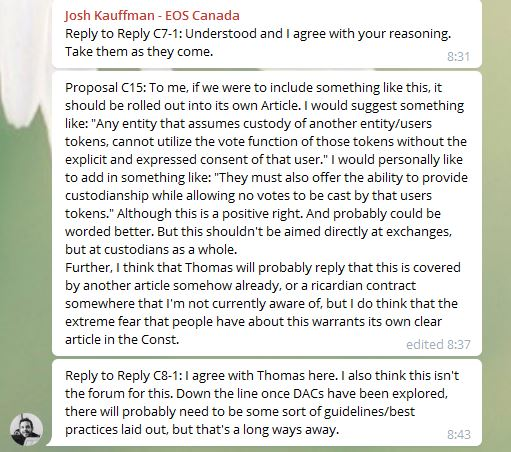 Josh Kauffman - EOS Canada
Reply to Reply C7-1: Understood and I agree with your reasoning.
Take them as they come.
8:31
Proposal C15: To me, if we were to include something like this, it
should be rolled out into its own Article. I would suggest something
like: "Any entity that assumes custody of another entity/users
tokens, cannot utilize the vote function of those tokens without the
explicit and expressed consent of that user." I would personally like
to add in something like: "They must also offer the ability to provide
custodianship while allowing no votes to be cast by that users
tokens." Although this is a positive right. And probably could be
worded better. But this shouldn't be aimed directly at exchanges,
but at custodians as a whole.
Further, I think that Thomas will probably reply that this is covered
by another article somehow already, or a ricardian contract
somewhere that I'm not currently aware of, but I do think that the
extreme fear that people have about this warrants its own clear
article in the Const.
edited 8:37
Reply to Reply C8-1: I agree with Thomas here. I also think this isn't
the forum for this. Down the line once DACs have been explored,
there will probably need to be some sort of guidelines/best
practices laid out, but that's a long ways away.
8:43